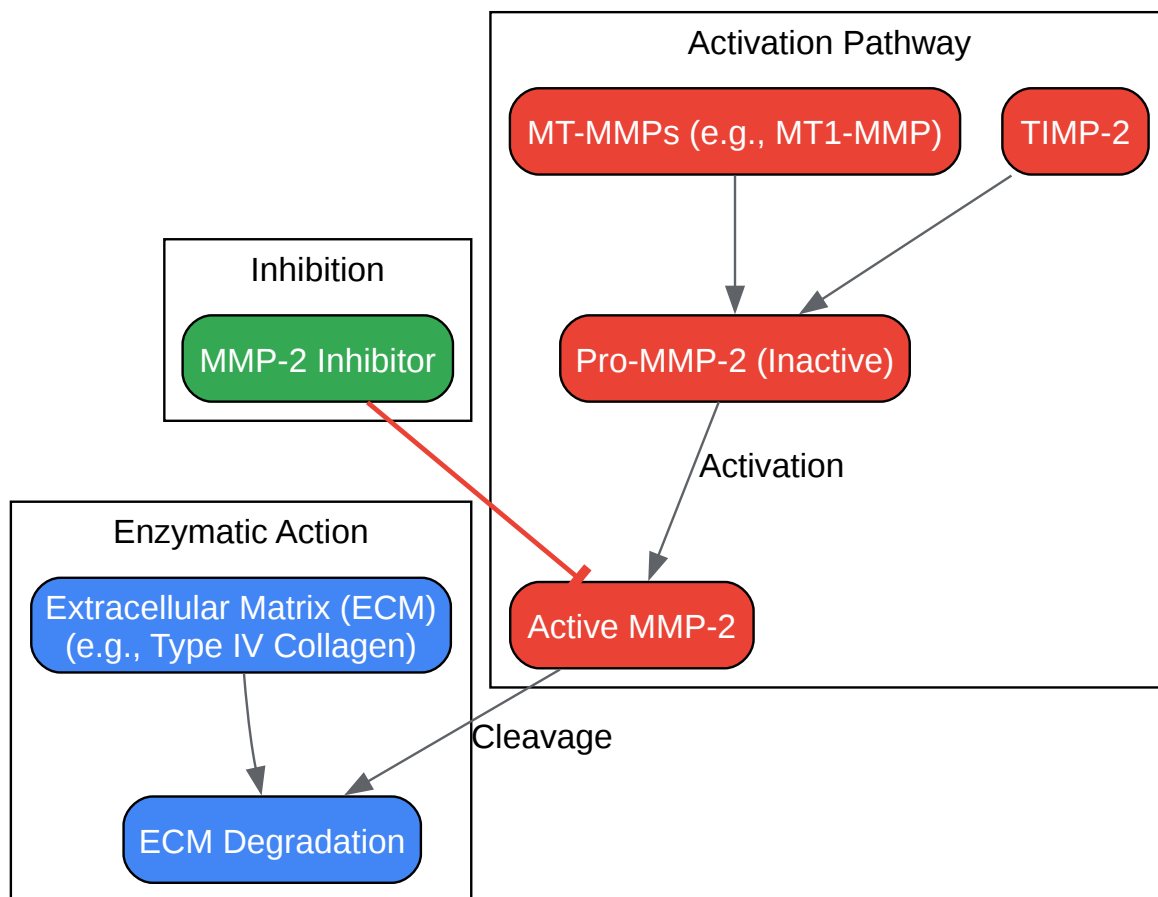 Activation Pathway
MT-MMPs (e.g., MT1-MMP)
TIMP-2
Inhibition
MMP-2 Inhibitor
Pro-MMP-2 (Inactive)
Activation
Enzymatic Action
Extracellular Matrix (ECM)
(e.g., Type IV Collagen)
Active MMP-2
Cleavage
ECM Degradation